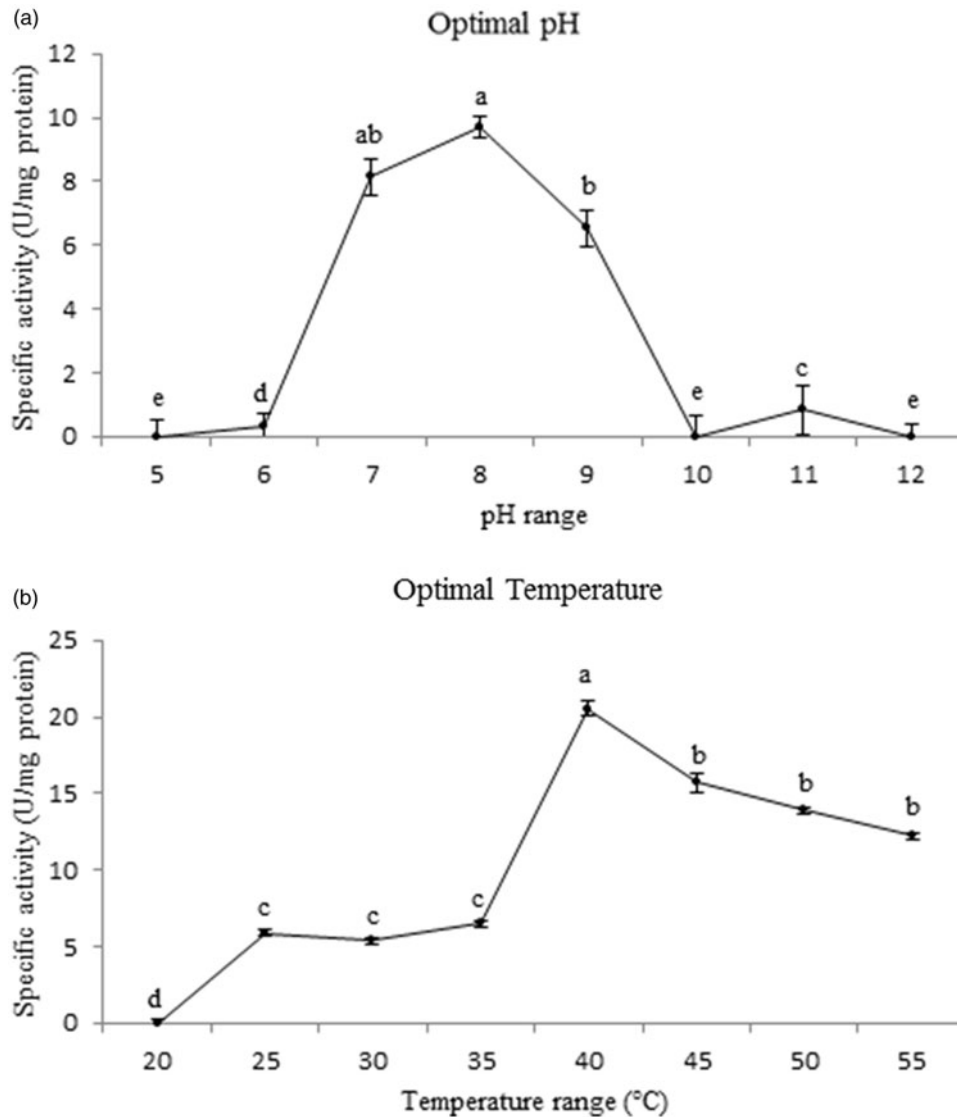 (a)
Optimal pH
Specific activity (U/mg protein)
12
10
8
6
4
2
0
e
d
ab
a
b
e
c
e
5 6 7 8 9 10 11 12
pH range
(b)
Optimal Temperature
Specific activity (U/mg protein)
25
20
15
10
5
0
d
c
c
c
a
b
b
b
20 25 30 35 40 45 50 55
Temperature range (°C)